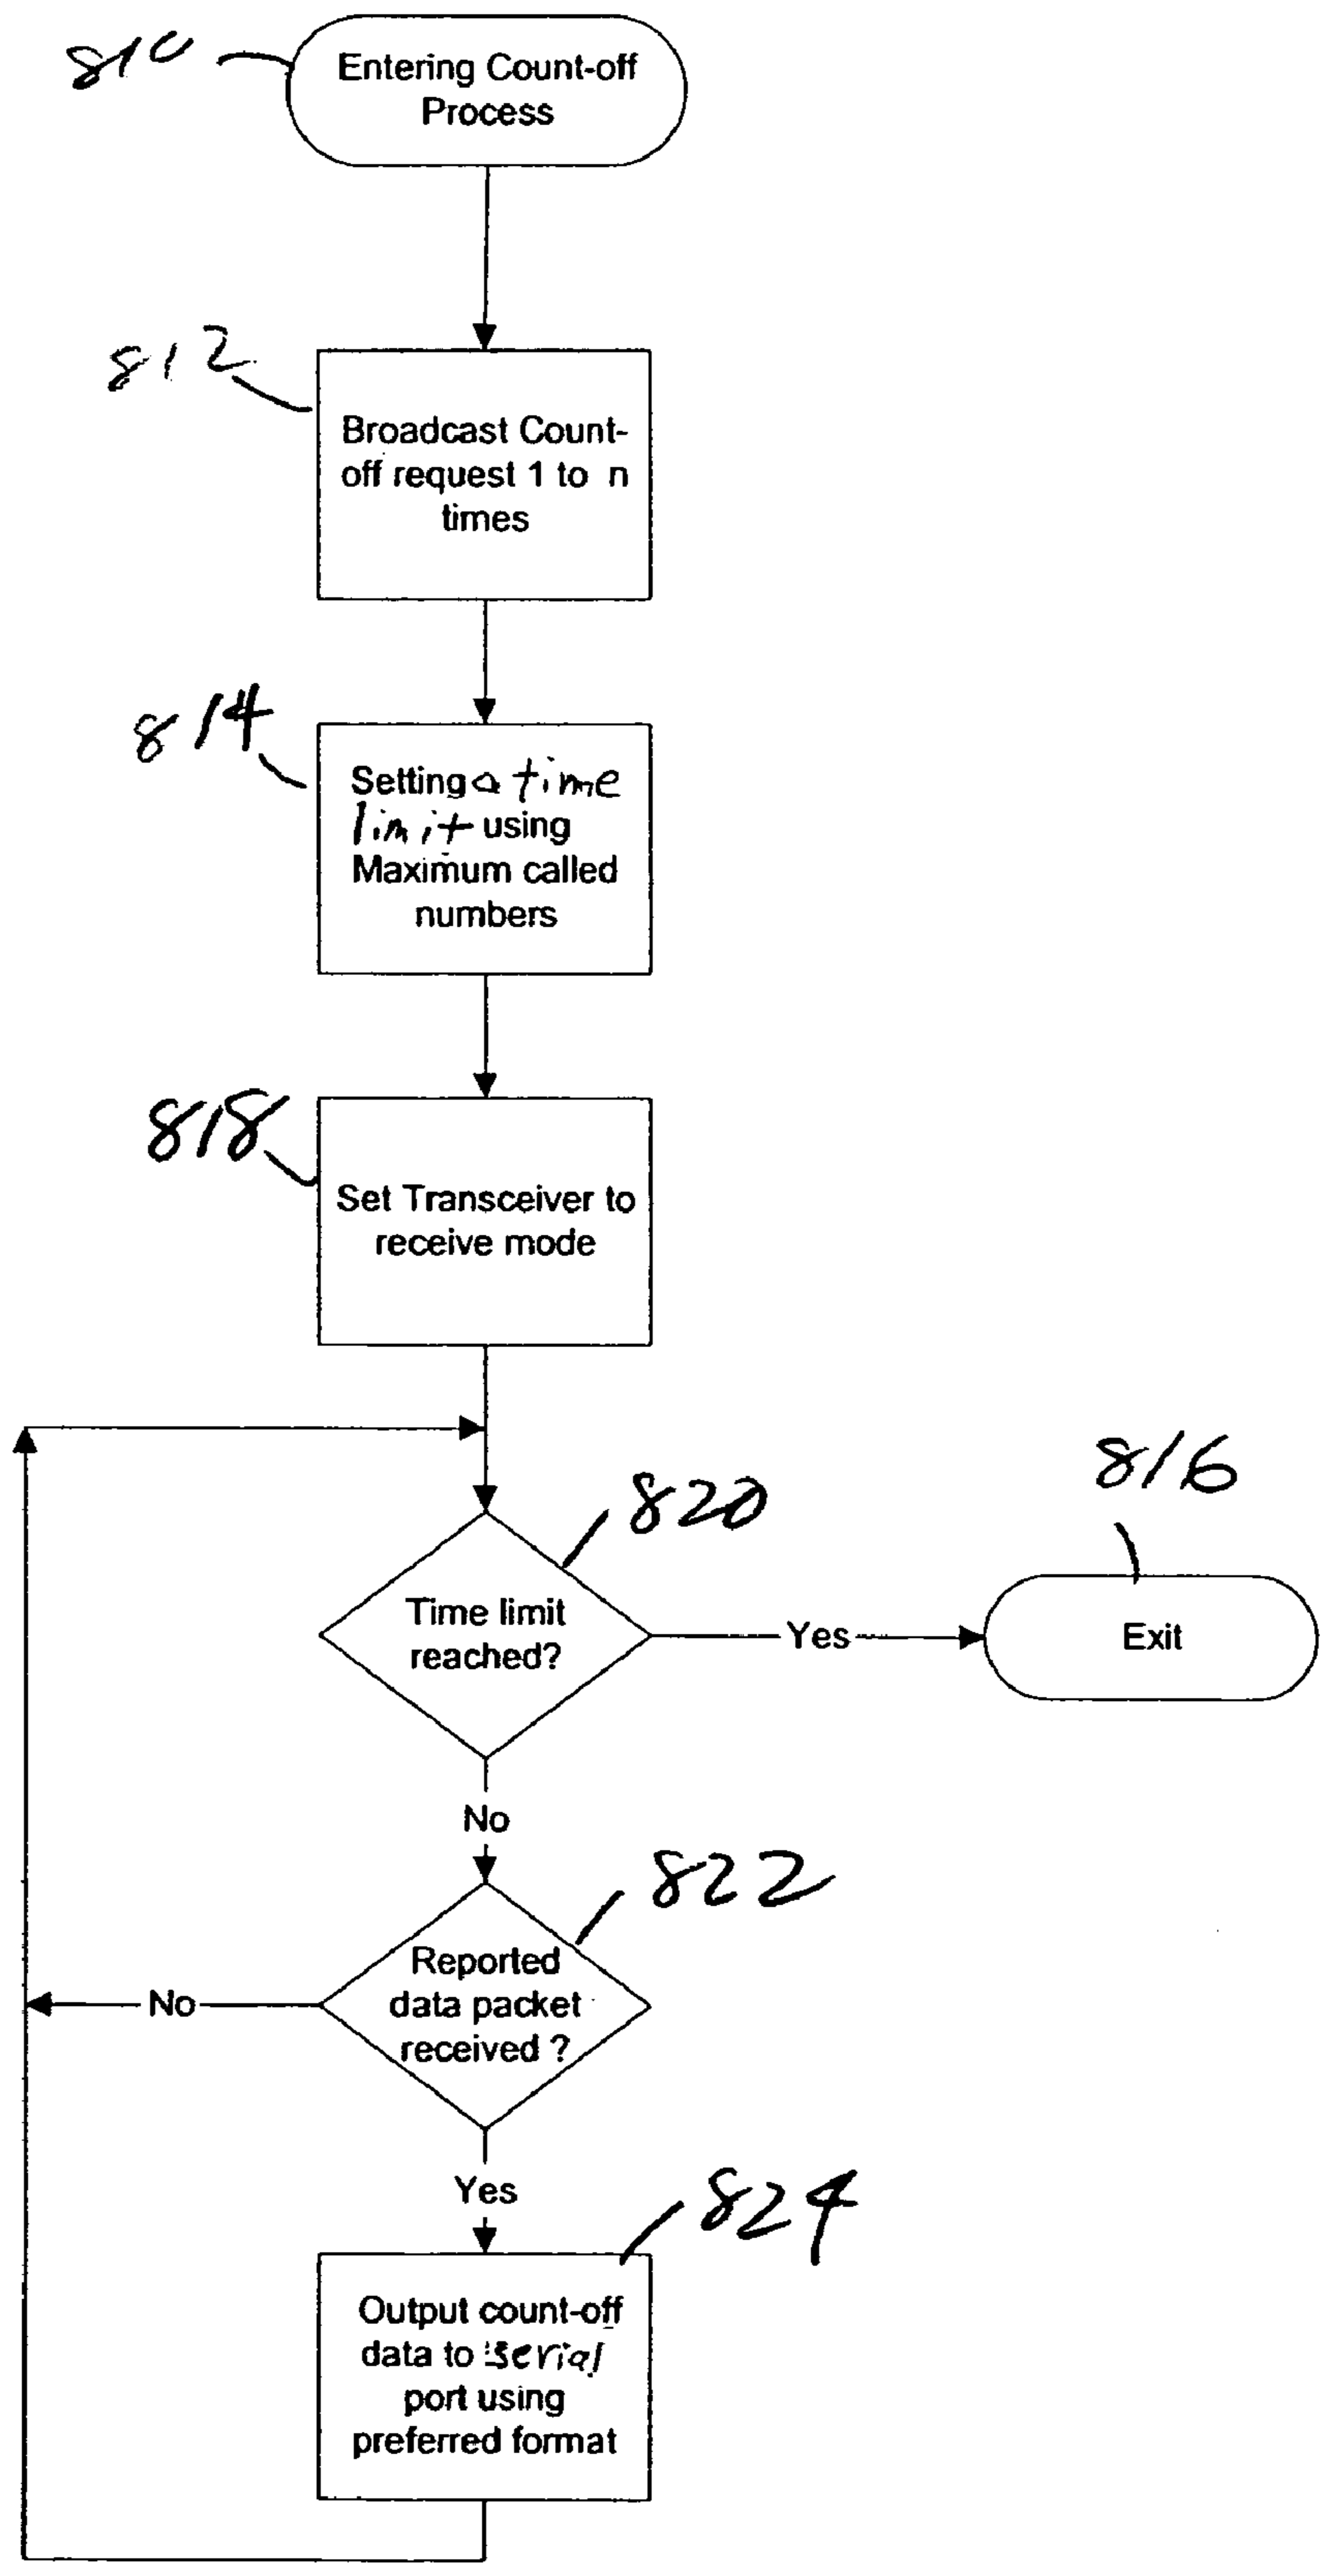 810
Entering Count-off
Process
812
Broadcast Count-
off request 1 to n
times
814
Setting a time
limit using
Maximum called
numbers
818
Set Transceiver to
receive mode
820
816
Time limit
reached?
Yes
Exit
No
822
Reported
data packet
received ?
No
Yes
824
Output count-off
data to serial
port using
preferred format